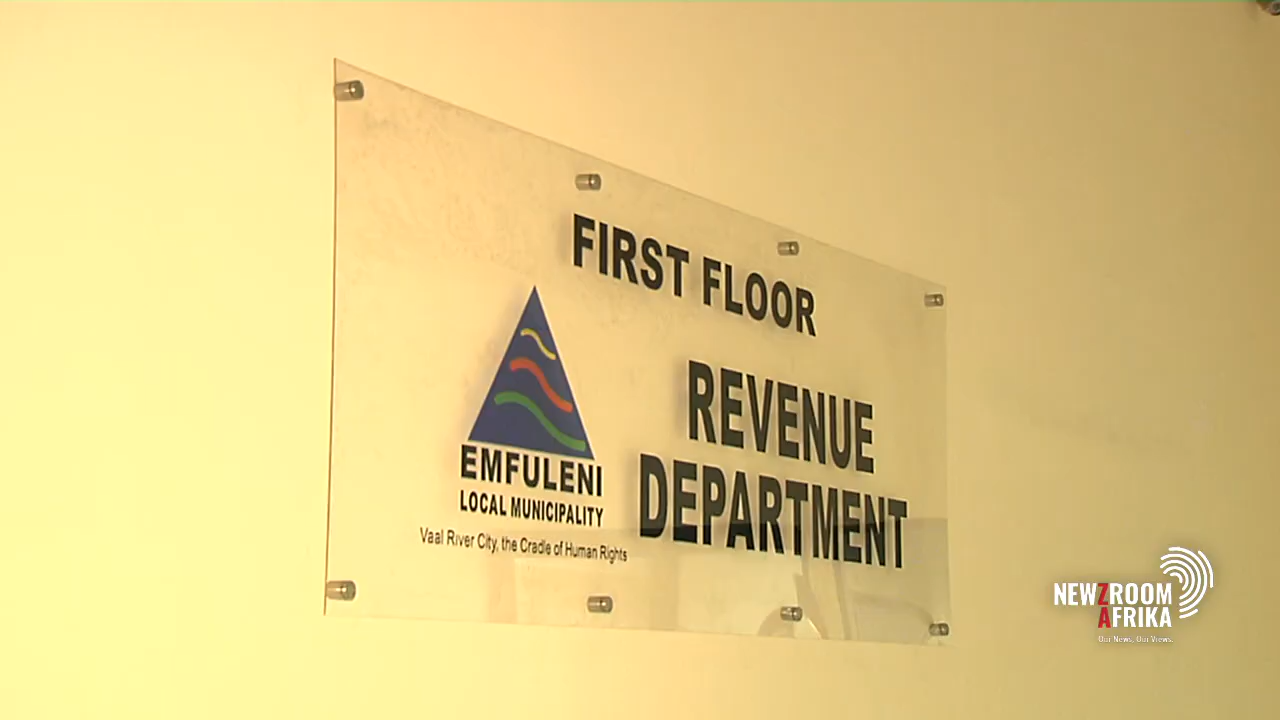 FIRST FLOOR
REVENUE
DEPARTMENT
EMFULENI
LOCAL MUNICIPALITY
Vaal River City, the Cradle of Human Rights
NEWZROOM
AFRIKA
Our News, Our Views.